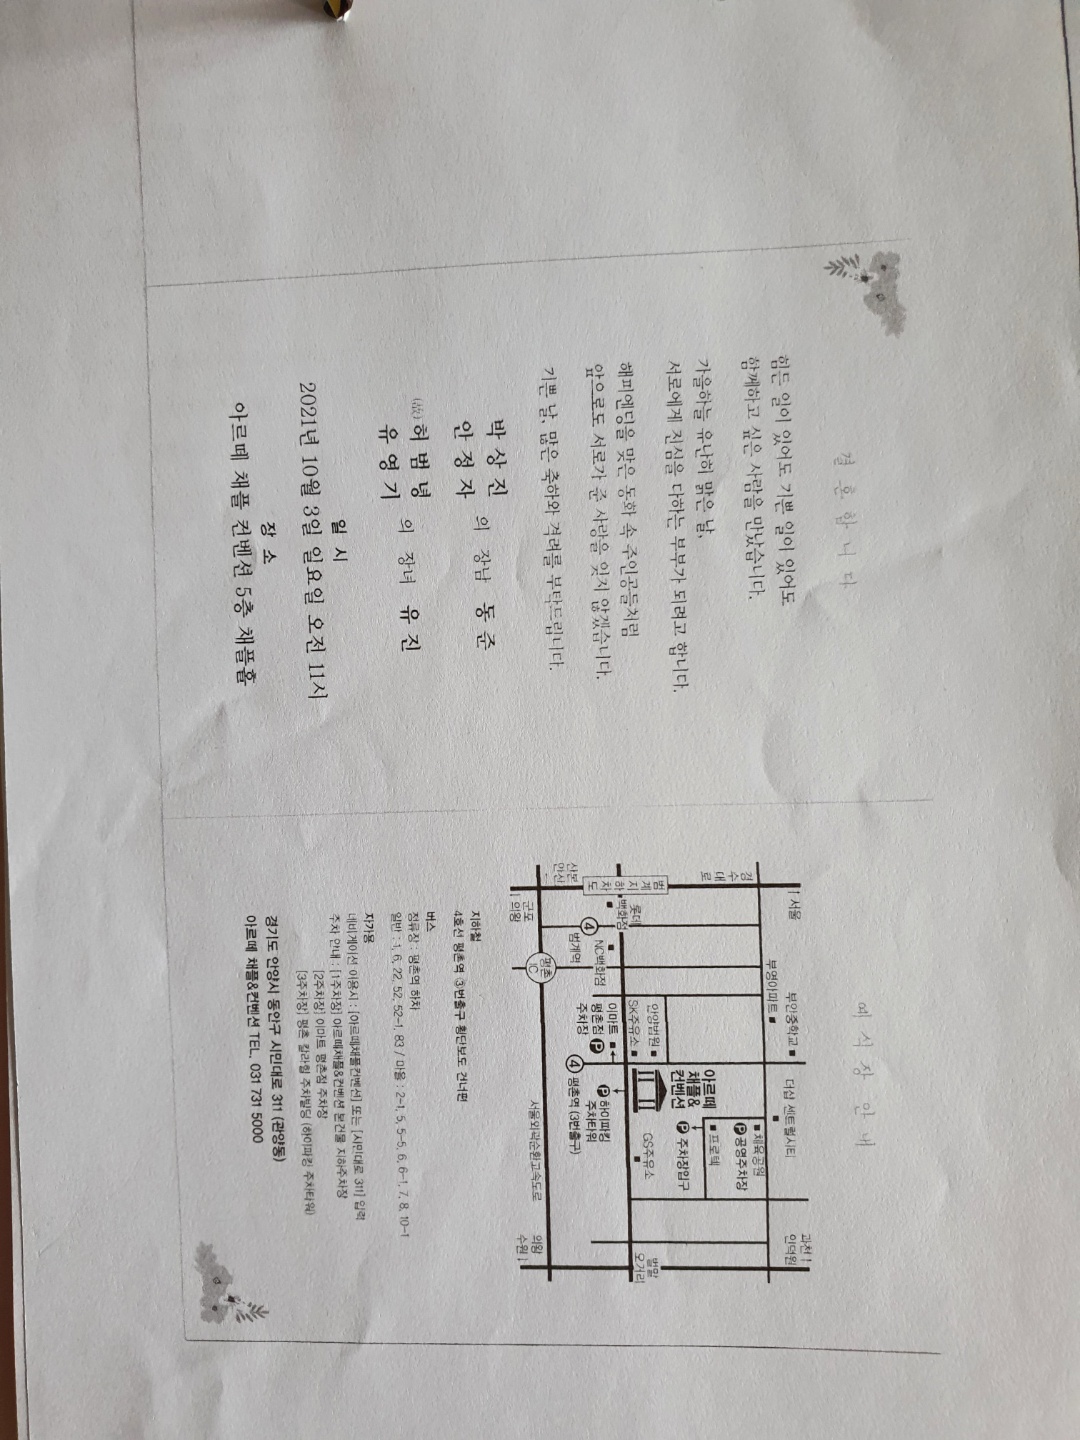 결혼합니다
힘든 일이 있어도 기쁜 일이 있어도
함께하고 싶은 사람을 만났습니다.
가을하늘 유난히 맑은 날,
서로에게 진심을 다하는 부부가 되려고 합니다.
해피엔딩을 맞은 동화 속 주인공들처럼
앞으로도 서로가 준 사랑을 잊지 않겠습니다.
기쁜 날, 많은 축하와 격려를 부탁드립니다.
박상진
안정자 의 장남 동준
(故)허범녕
유영기 의 장녀 유진
일시
2021년 10월 3일 일요일 오전 11시
장소
아르떼 채플 컨벤션 5층 채플홀
예식장 안내
서울
경수대로
부영아파트
부안중학교
대십 센트럴시티
과천
인덕원
체육공원
P 공영주차장
프로텍
P 주차장입구
아르떼
채플&
컨벤션
GS주유소
안양법원
SK주유소
범계지하차도
롯데
백화점
NC백화점
이마트
평촌점
주차장 P
P 하이파킹
주차타워
벌말
오거리
4 범계역
4 평촌역 (3번출구)
산본
안산
군포
의왕
평촌
IC
서울외곽순환고속도로
의왕
수원
지하철
4호선 평촌역 ③번출구 횡단보도 건너편
버스
정류장 : 평촌역 하차
일반 : 1, 6, 22, 52, 52-1, 83 / 마을 : 2-1, 5, 5-5, 6, 6-1, 7, 8, 10-1
자가용
네비게이션 이용시 : [아르떼채플컨벤션] 또는 [시민대로 311] 입력
주차 안내 : [1주차장] 아르떼채플&컨벤션 본건물 지하주차장
[2주차장] 이마트 평촌점 주차장
[3주차장] 평촌 칼라힐 주차빌딩 (하이파킹 주차타워)
경기도 안양시 동안구 시민대로 311 (관양동)
아르떼 채플&컨벤션 TEL. 031 731 5000